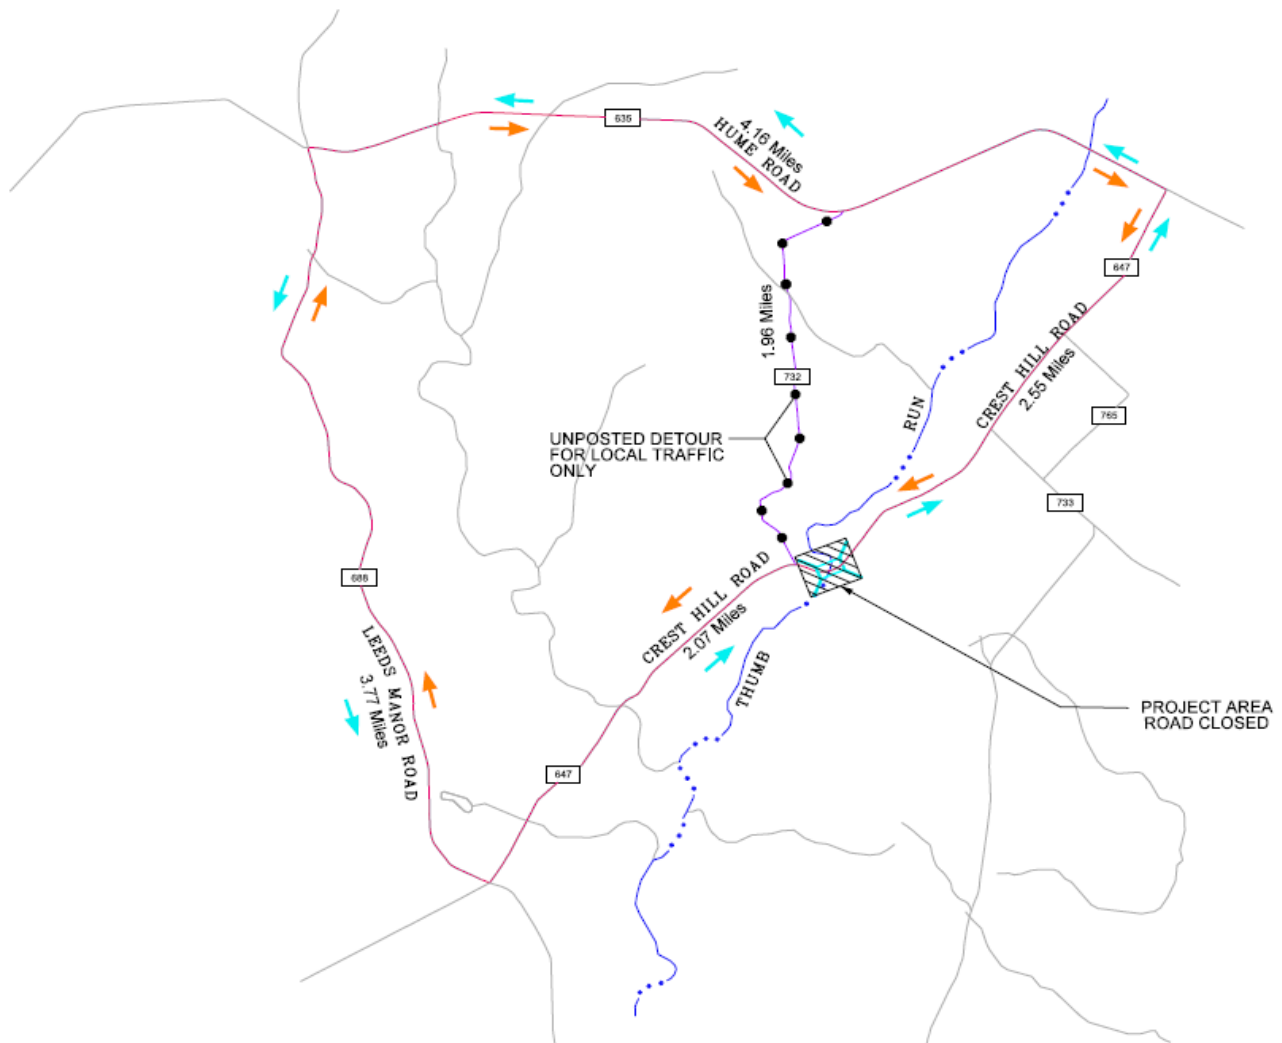 635
4.16 Miles
HUME ROAD
647
1.96 Miles
CREST HILL ROAD
2.55 Miles
732
RUN
765
UNPOSTED DETOUR
FOR LOCAL TRAFFIC
ONLY
733
688
CREST HILL ROAD
2.07 Miles
LEEDS MANOR ROAD
3.77 Miles
THUMB
PROJECT AREA
ROAD CLOSED
647